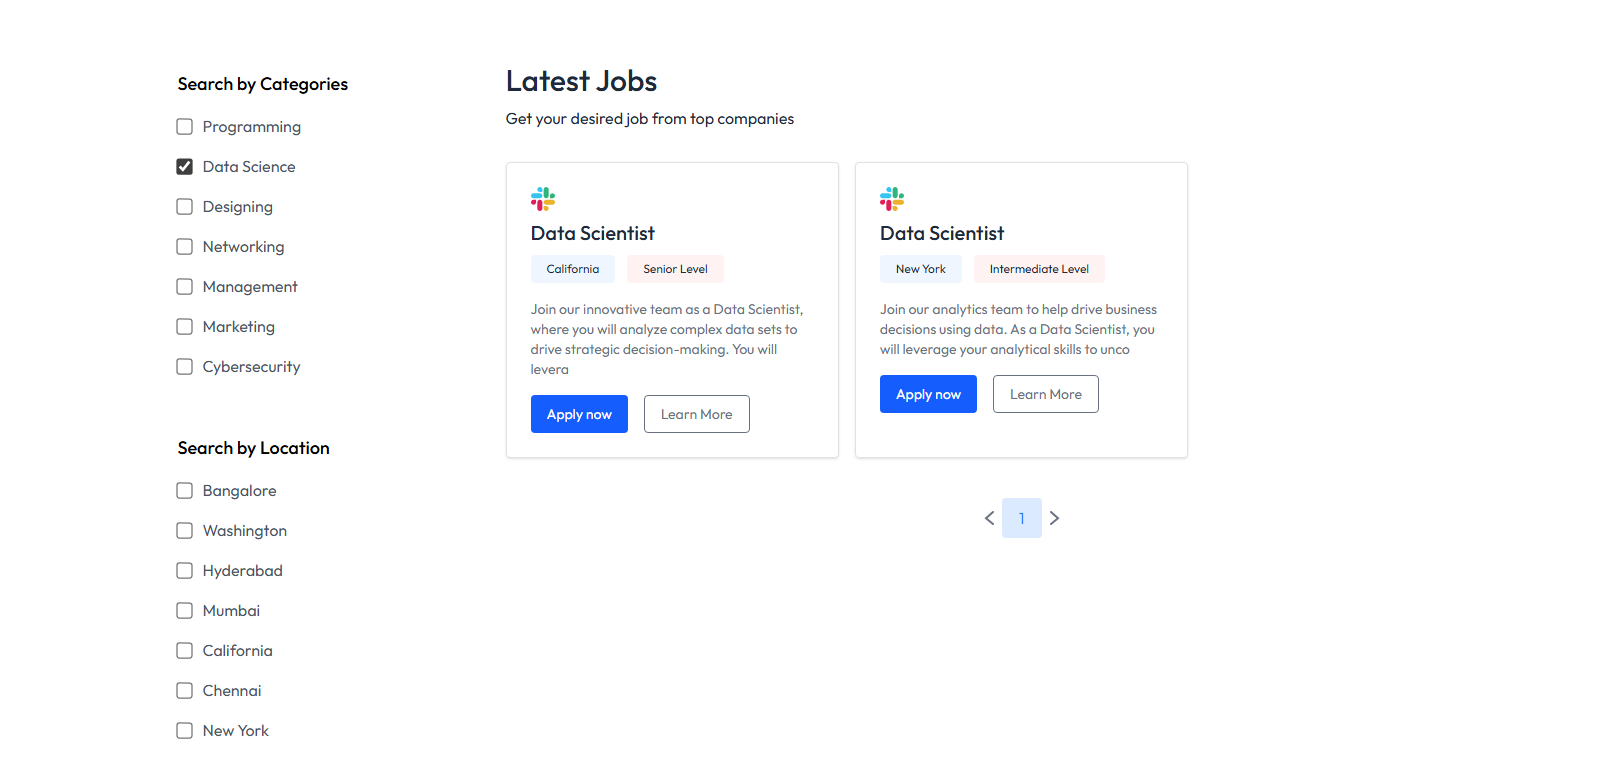 Search by Categories
Programming
Data Science
Designing
Networking
Management
Marketing
Cybersecurity
Search by Location
Bangalore
Washington
Hyderabad
Mumbai
California
Chennai
New York
Latest Jobs
Get your desired job from top companies
Data Scientist
California
Senior Level
Join our innovative team as a Data Scientist,
where you will analyze complex data sets to
drive strategic decision-making. You will
levera
Apply now
Learn More
Data Scientist
New York
Intermediate Level
Join our analytics team to help drive business
decisions using data. As a Data Scientist, you
will leverage your analytical skills to unco
Apply now
Learn More
1